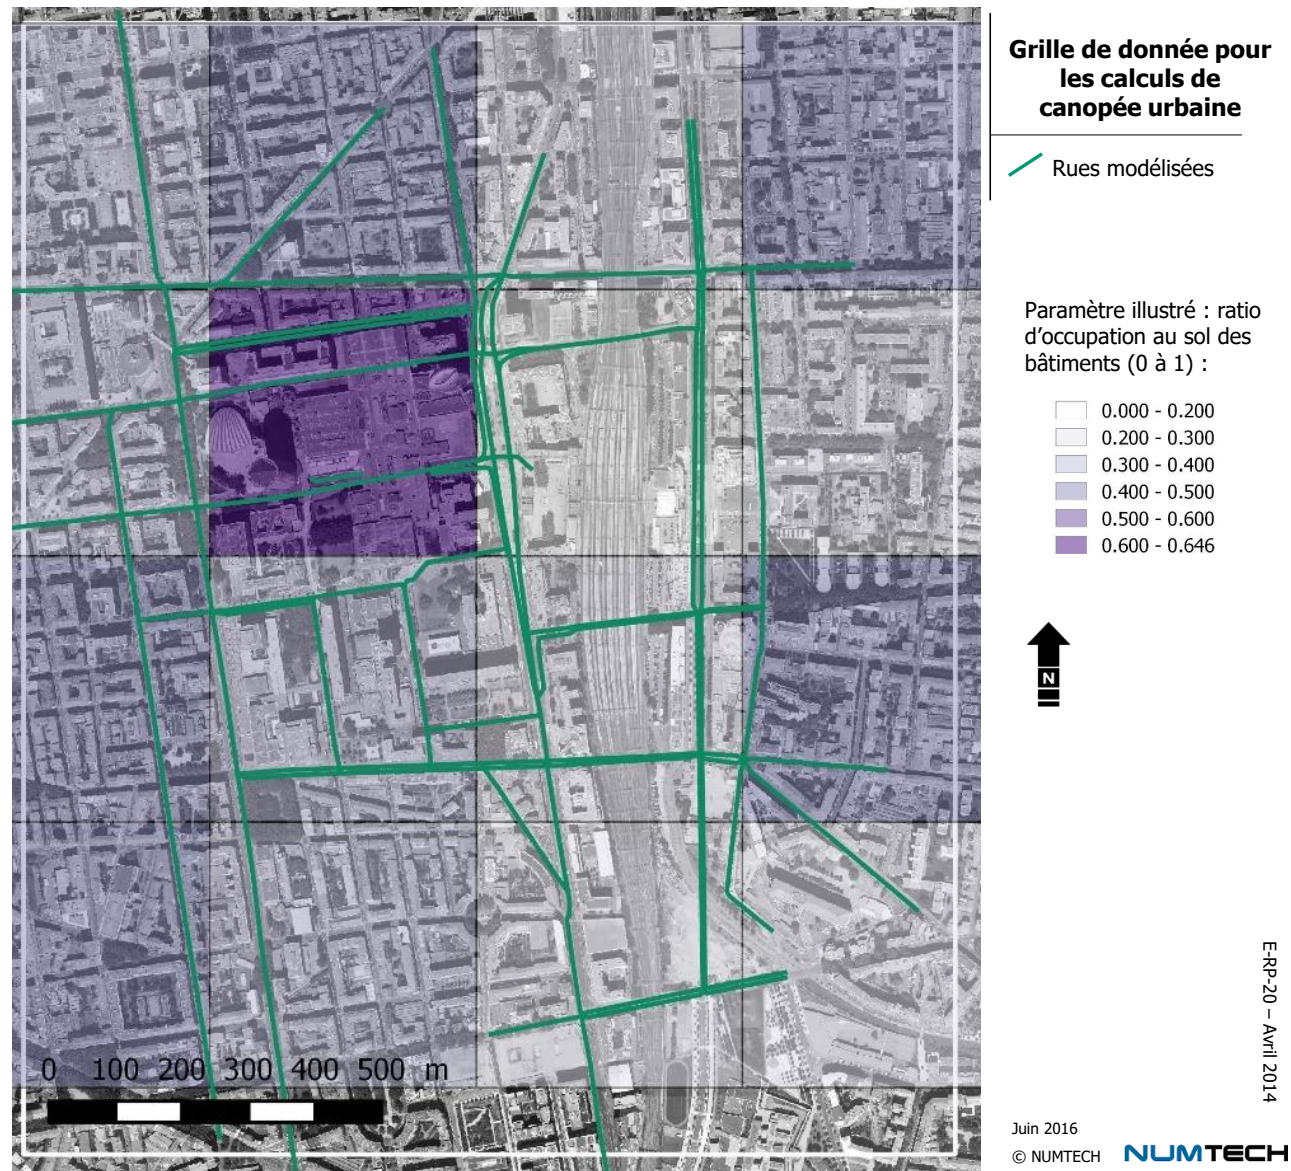 Grille de donnée pour
les calculs de
canopée urbaine
Rues modélisées
Paramètre illustré : ratio
d'occupation au sol des
bâtiments (0 à 1) :
0.000 - 0.200
0.200 - 0.300
0.300 - 0.400
0.400 - 0.500
0.500 - 0.600
0.600 - 0.646
N
0 100 200 300 400 500 m
E-RP-20 – Avril 2014
Juin 2016
© NUMTECH
NUMTECH